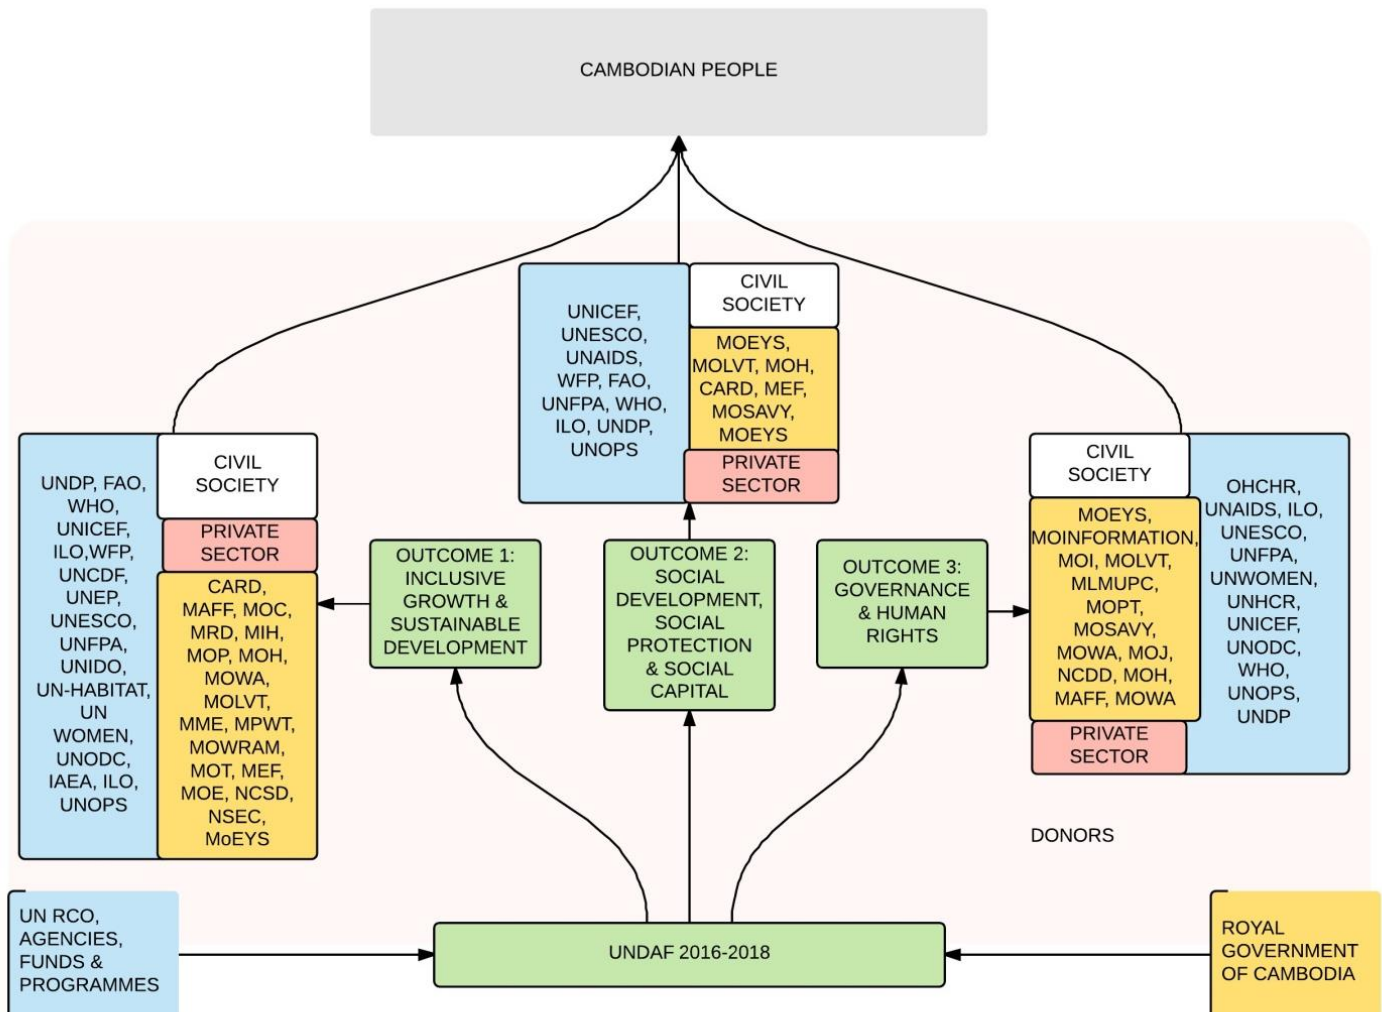 CAMBODIAN PEOPLE
UNICEF,
UNESCO,
UNAIDS,
WFP, FAO,
UNFPA, WHO,
ILO, UNDP,
UNOPS
CIVIL
SOCIETY
MOEYS,
MOLVT, MOH,
CARD, MEF,
MOSAVY,
MOEYS
PRIVATE
SECTOR
UNDP, FAO,
WHO,
UNICEF,
ILO,WFP,
UNCDF,
UNEP,
UNESCO,
UNFPA,
UNIDO,
UN-HABITAT,
UN
WOMEN,
UNODC,
IAEA, ILO,
UNOPS
CIVIL
SOCIETY
PRIVATE
SECTOR
CARD,
MAFF, MOC,
MRD, MIH,
MOP, MOH,
MOWA,
MOLVT,
MME, MPWT,
MOWRAM,
MOT, MEF,
MOE, NCSD,
NSEC,
MoEYS
OUTCOME 1:
INCLUSIVE
GROWTH &
SUSTAINABLE
DEVELOPMENT
OUTCOME 2:
SOCIAL
DEVELOPMENT,
SOCIAL
PROTECTION
& SOCIAL
CAPITAL
OUTCOME 3:
GOVERNANCE
& HUMAN
RIGHTS
CIVIL
SOCIETY
MOEYS,
MOINFORMATION,
MOI, MOLVT,
MLMUPC,
MOPT,
MOSAVY,
MOWA, MOJ,
NCDD, MOH,
MAFF, MOWA
PRIVATE
SECTOR
OHCHR,
UNAIDS, ILO,
UNESCO,
UNFPA,
UNWOMEN,
UNHCR,
UNICEF,
UNODC,
WHO,
UNOPS,
UNDP
DONORS
UN RCO,
AGENCIES,
FUNDS &
PROGRAMMES
UNDAF 2016-2018
ROYAL
GOVERNMENT
OF CAMBODIA